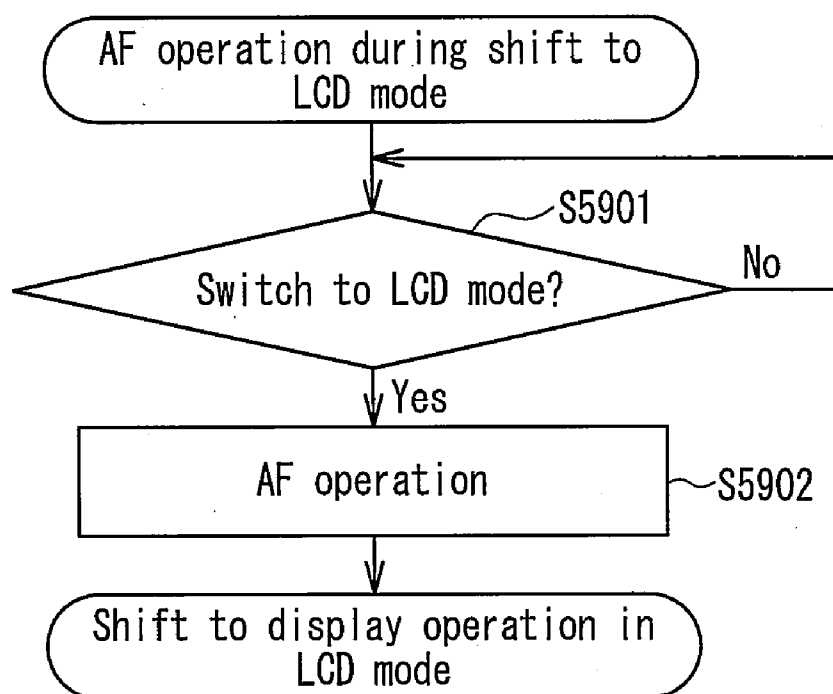 AF operation during shift to
LCD mode
S5901
Switch to LCD mode?
No
Yes
AF operation
S5902
Shift to display operation in
LCD mode